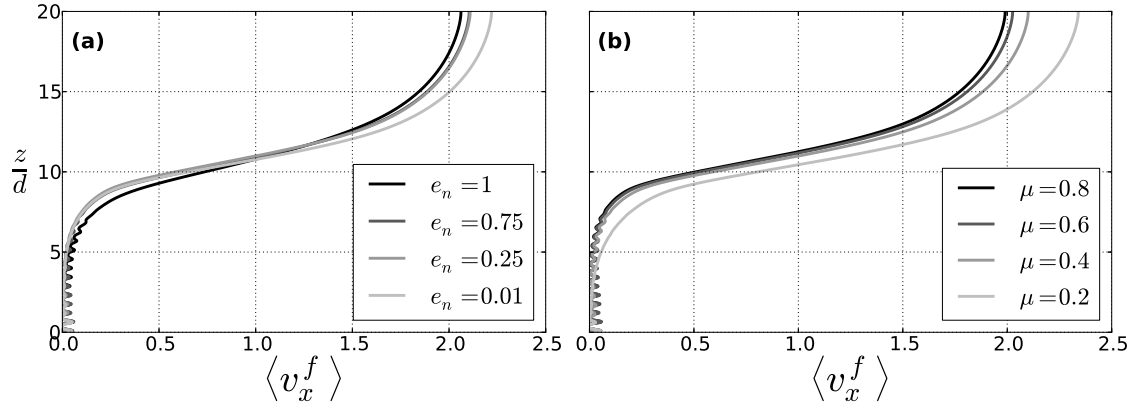 (a)
20
15
10
5
0
z/d
0.0 0.5 1.0 1.5 2.0 2.5
⟨v_x^f⟩
e_n=1
e_n=0.75
e_n=0.25
e_n=0.01
(b)
0.0 0.5 1.0 1.5 2.0 2.5
⟨v_x^f⟩
μ=0.8
μ=0.6
μ=0.4
μ=0.2